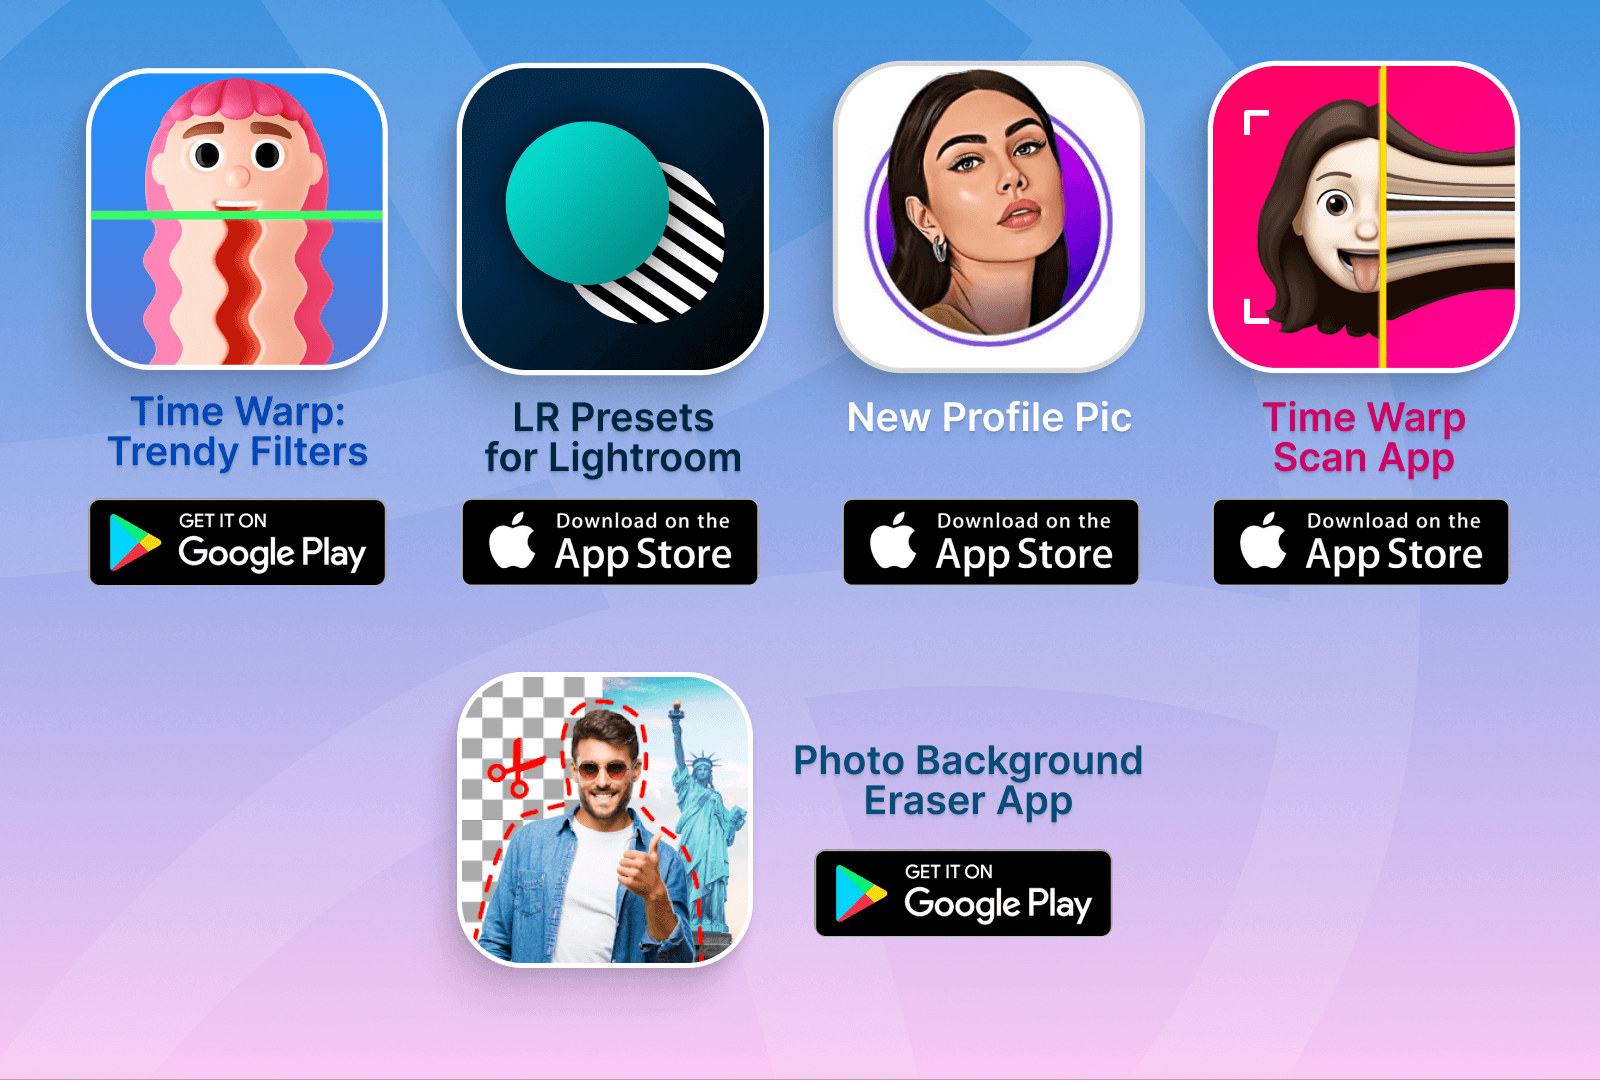 Time Warp:
Trendy Filters
GET IT ON
Google Play
LR Presets
for Lightroom
Download on the
App Store
New Profile Pic
Download on the
App Store
Time Warp
Scan App
Download on the
App Store
Photo Background
Eraser App
GET IT ON
Google Play